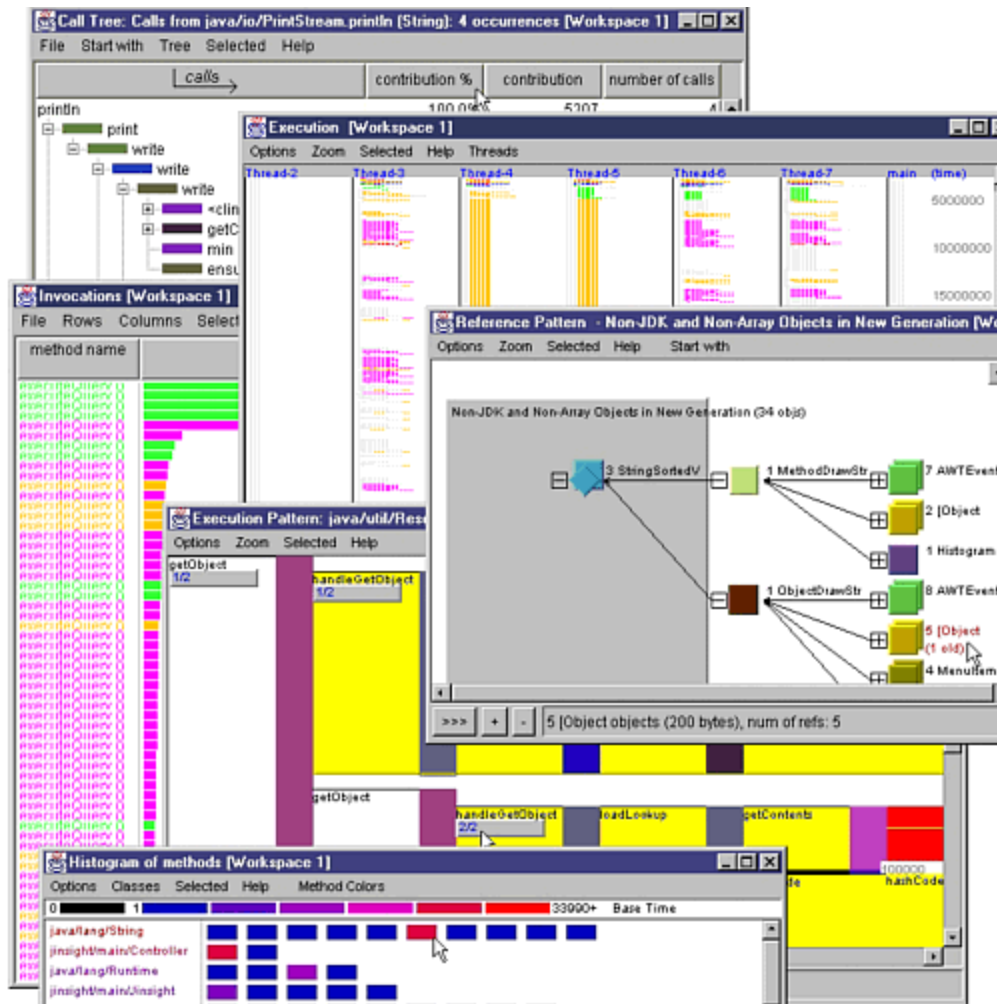 Call Tree: Calls from java/io/PrintStream.println (String): 4 occurrences [Workspace 1]
File Start with Tree Selected Help
calls contribution % contribution number of calls
println 100.0% 5207 4
print
write
write
write
<clin
getC
min
ensu
Execution [Workspace 1]
Options Zoom Selected Help Threads
Thread-2 Thread-3 Thread-4 Thread-5 Thread-6 Thread-7 main (time)
5000000
10000000
15000000
Invocations [Workspace 1]
File Rows Columns Select
method name
Reference Pattern - Non-JDK and Non-Array Objects in New Generation [Wo
Options Zoom Selected Help Start with
Non-JDK and Non-Array Objects in New Generation (34 objs)
3 StringSortedV 1 MethodDrawStr 7 AWTEvent
2 [Object
1 Histogram
1 ObjectDrawStr 8 AWTEvent
5 [Object
(1 old)
4 MenuItem
>>> + - 5 [Object objects (200 bytes), num of refs: 5
Execution Pattern: java/util/Res
Options Zoom Selected Help
getObject
1/2
handleGetObject
1/2
getObject
handleGetObject loadLookup getContents
2/2
100000
de hashCode
Histogram of methods [Workspace 1]
Options Classes Selected Help Method Colors
0 1 33990+ Base Time
java/lang/String
jinsight/main/Controller
java/lang/Runtime
jinsight/main/Jinsight